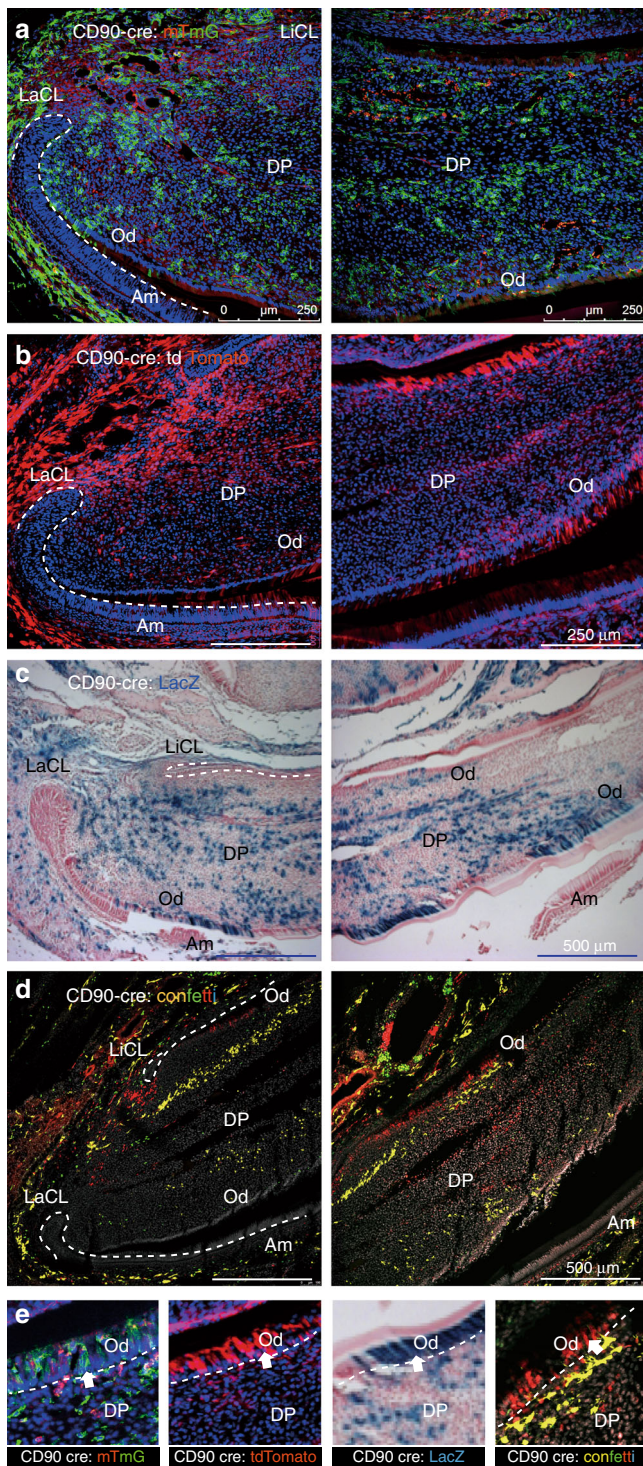 a
CD90-cre: mTmG
LiCL
LaCL
DP
Od
Am
0 µm 250
DP
Od
0 µm 250
b
CD90-cre: td Tomato
LaCL
DP
Od
Am
DP
Od
250 µm
c
CD90-cre: LacZ
LiCL
LaCL
DP
Od
Am
Od
Od
DP
Am
500 µm
d
CD90-cre: confetti
Od
LiCL
DP
LaCL
Od
Am
Od
DP
Am
500 µm
e
Od
DP
CD90 cre: mTmG
Od
DP
CD90 cre: tdTomato
Od
DP
CD90 cre: LacZ
Od
DP
CD90 cre: confetti